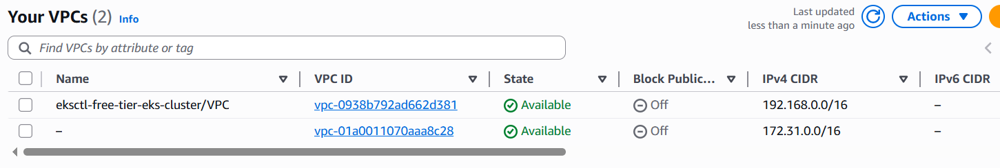 Your VPCs (2) Info
Last updated
less than a minute ago
Actions
Find VPCs by attribute or tag
Name VPC ID State Block Public... IPv4 CIDR IPv6 CIDR
eksctl-free-tier-eks-cluster/VPC vpc-0938b792ad662d381 Available Off 192.168.0.0/16 –
– vpc-01a0011070aaa8c28 Available Off 172.31.0.0/16 –